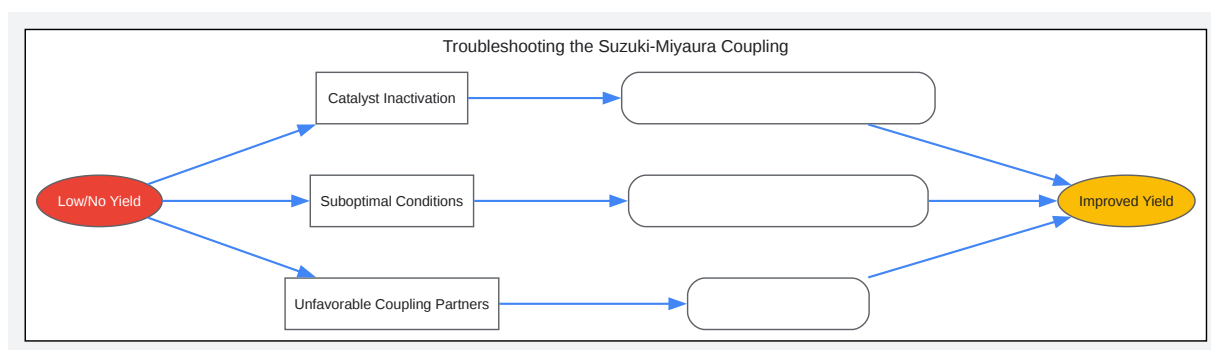 Troubleshooting the Suzuki-Miyaura Coupling
Catalyst Inactivation
Low/No Yield
Suboptimal Conditions
Improved Yield
Unfavorable Coupling Partners